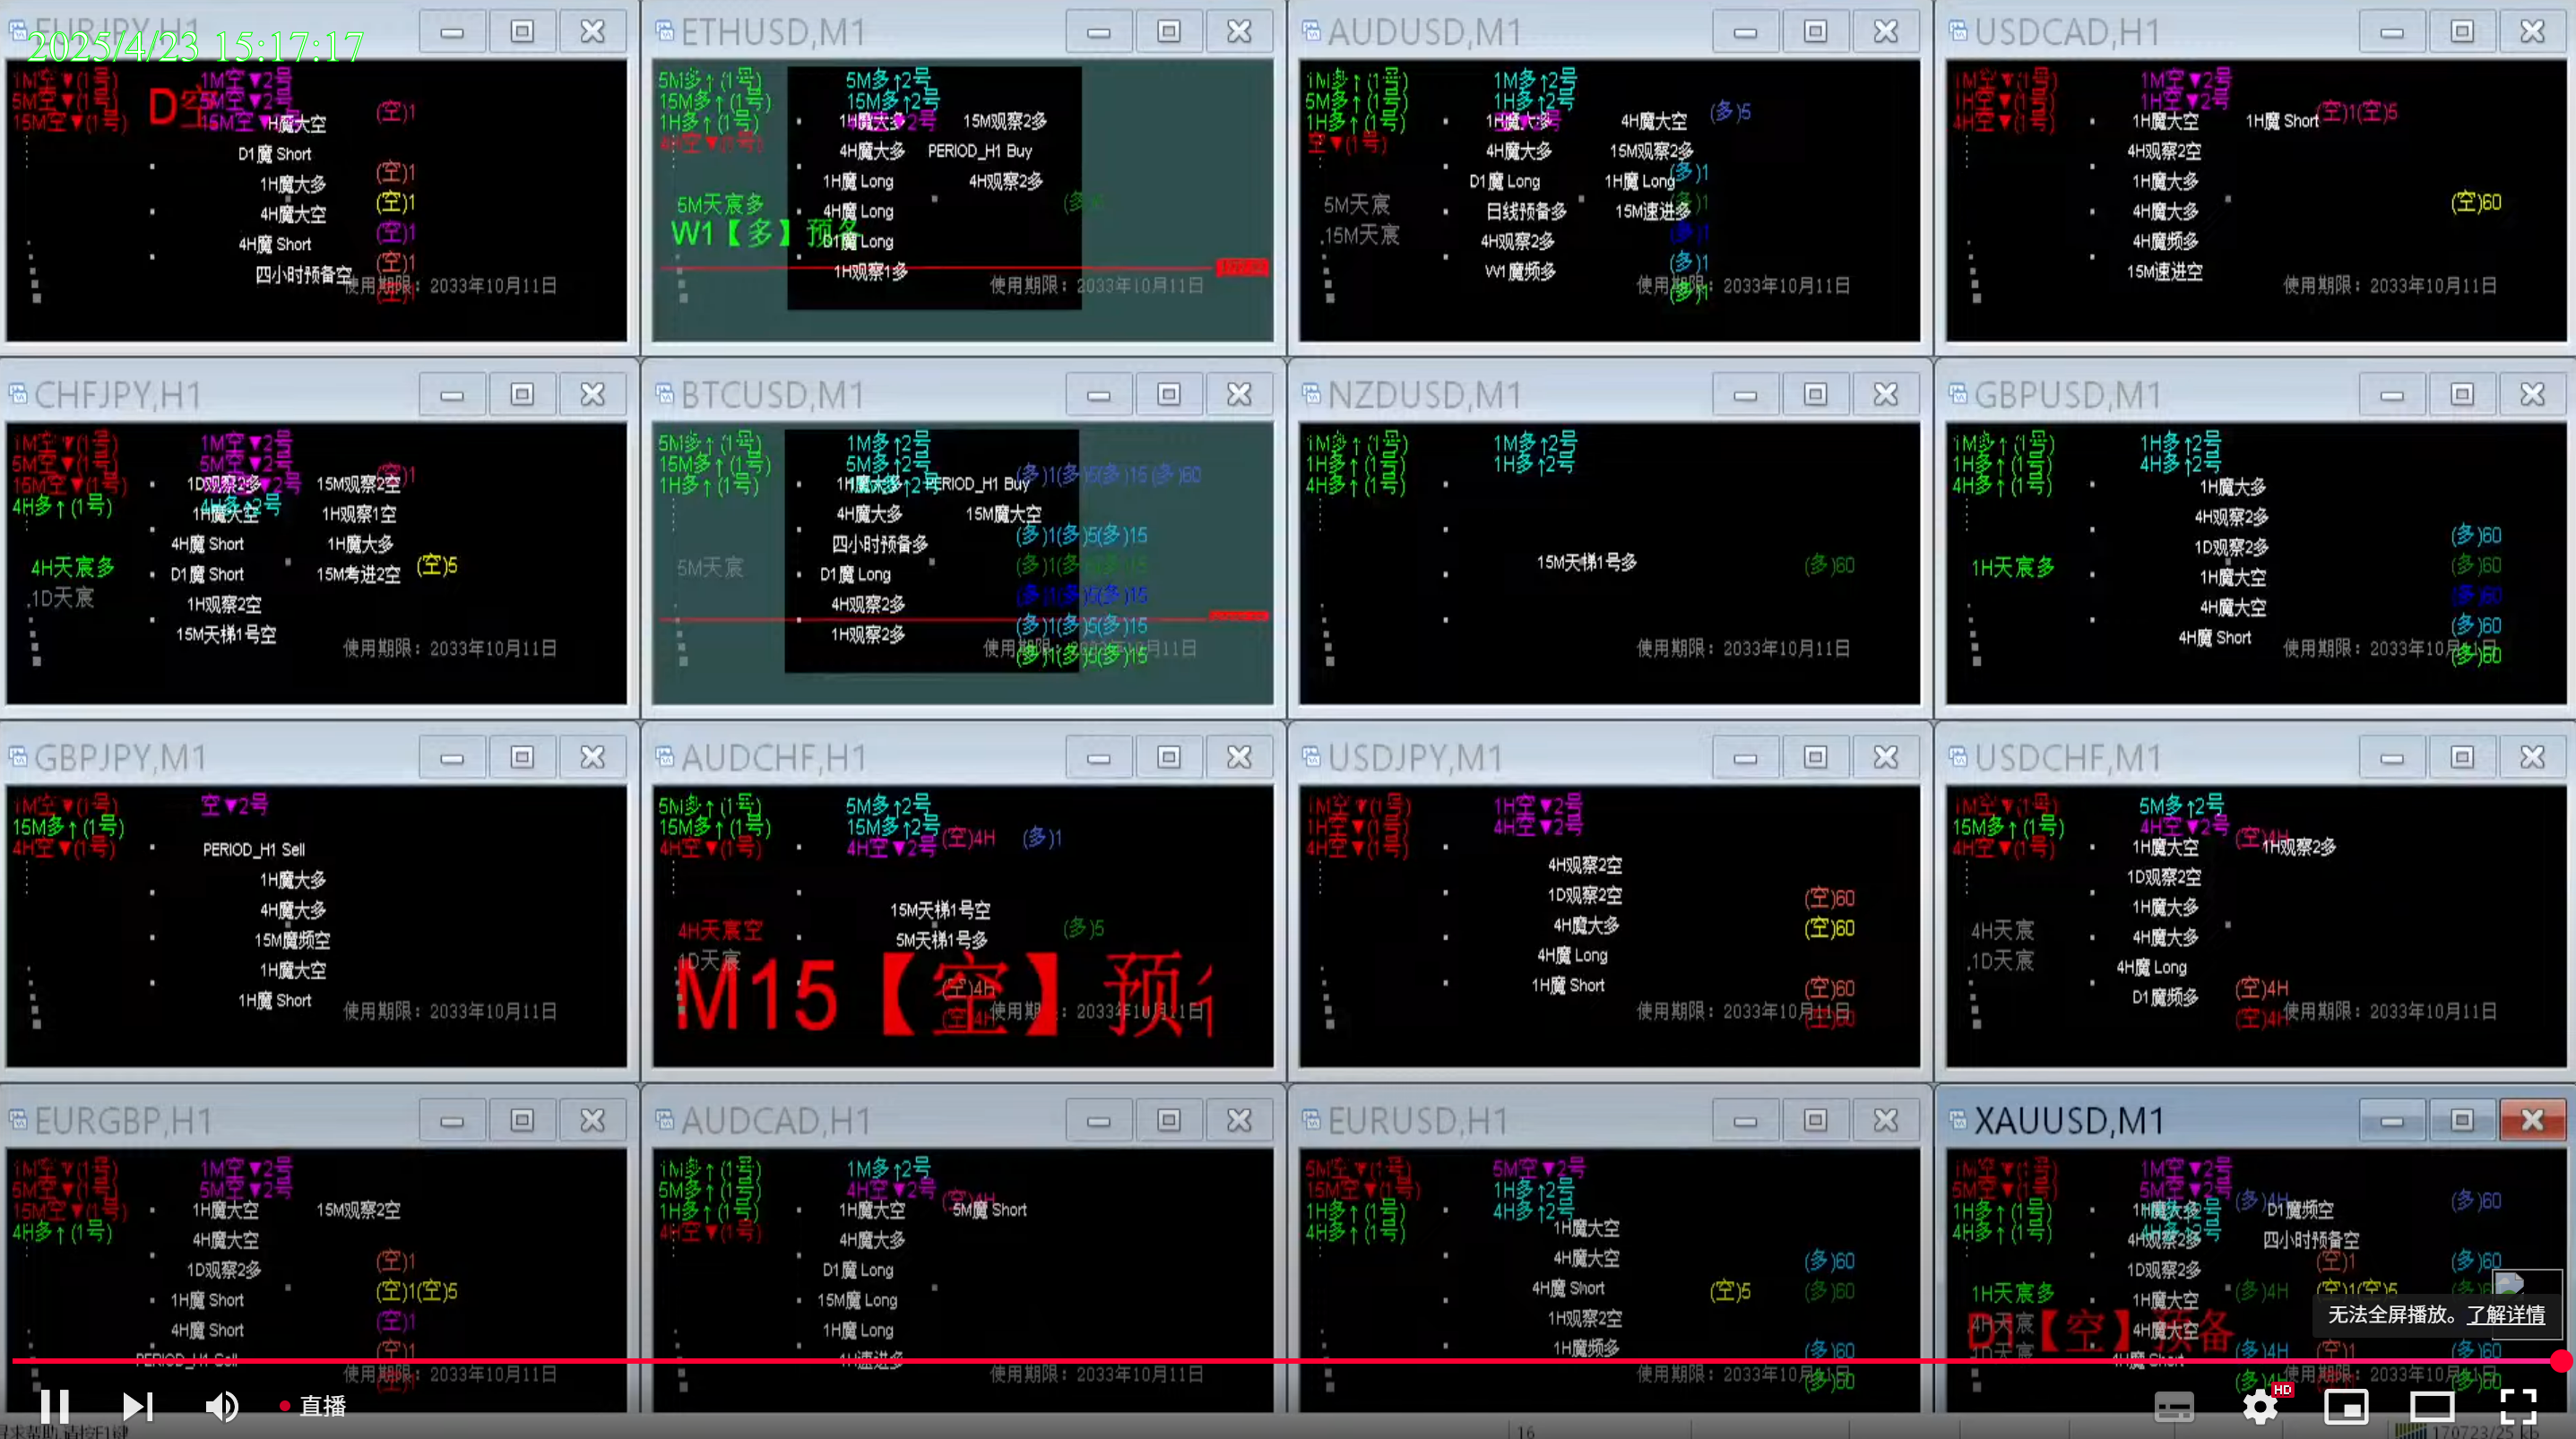 EURJPY,H1
2025/4/23 15:17:17
1M空▼(1号) 1M空▼2号
5M空▼(1号) 5M空▼2号 (空)1
15M空▼(1号) 15M空▼2号
D空
1H魔大空
D1魔 Short
1H魔大多 (空)1
4H魔大空 (空)1
4H魔 Short (空)1
四小时预备空 (空)1
使用期限：2033年10月11日
ETHUSD,M1
5M多↑(1号) 5M多↑2号
15M多↑(1号) 15M多↑2号
1H多↑(1号) 1H魔大多 15M观察2多
4H空▼(1号) 4H魔大多 PERIOD_H1 Buy
1H魔 Long 4H观察2多
5M天宸多 4H魔 Long
W1【多】预备 D1魔 Long
1H观察1多
使用期限：2033年10月11日
AUDUSD,M1
1M多↑(1号) 1M多↑2号
5M多↑(1号) 1H多↑2号 (多)5
1H多↑(1号) 1H魔大多 4H魔大空
空▼(1号) 4H魔大多 15M观察2多
D1魔 Long 1H魔 Long (多)1
5M天宸 日线预备多 15M速进多 (多)1
.15M天宸 4H观察2多 (多)1
W1魔频多 (多)1
使用期限：2033年10月11日
(多)1
USDCAD,H1
1M空▼(1号) 1M空▼2号
1H空▼(1号) 1H空▼2号
4H空▼(1号) 1H魔大空 1H魔 Short (空)1(空)5
4H观察2空
1H魔大多
4H魔大多 (空)60
4H魔频多
15M速进空
使用期限：2033年10月11日
CHFJPY,H1
1M空▼(1号) 1M空▼2号
5M空▼(1号) 5M空▼2号 (空)1
15M空▼(1号) 1D观察2多 15M观察2空
4H多↑(1号) 4H多↑2号
1H魔大空 1H观察1空
4H魔 Short 1H魔大多
4H天宸多 D1魔 Short 15M考进2空 (空)5
.1D天宸 1H观察2空
15M天梯1号空
使用期限：2033年10月11日
BTCUSD,M1
5M多↑(1号) 1M多↑2号
15M多↑(1号) 5M多↑2号 (多)1(多)5(多)15(多)60
1H多↑(1号) 1H魔大多 PERIOD_H1 Buy
4H魔大多 15M魔大空
四小时预备多 (多)1(多)5(多)15
5M天宸 D1魔 Long (多)1(多)5(多)15
4H观察2多 (多)1(多)5(多)15
1H观察2多 (多)1(多)5(多)15
使用期限：2033年10月11日
(多)1(多)5(多)15
NZDUSD,M1
1M多↑(1号) 1M多↑2号
1H多↑(1号) 1H多↑2号
4H多↑(1号)
15M天梯1号多 (多)60
使用期限：2033年10月11日
GBPUSD,M1
1M多↑(1号) 1H多↑2号
1H多↑(1号) 4H多↑2号
4H多↑(1号) 1H魔大多
4H观察2多
1D观察2多 (多)60
1H天宸多 1H魔大空 (多)60
4H魔大空 (多)60
4H魔 Short (多)60
使用期限：2033年10月11日
(多)60
GBPJPY,M1
1M空▼(1号) 空▼2号
15M多↑(1号)
4H空▼(1号) PERIOD_H1 Sell
1H魔大多
4H魔大多
15M魔频空
1H魔大空
1H魔 Short
使用期限：2033年10月11日
AUDCHF,H1
5M多↑(1号) 5M多↑2号
15M多↑(1号) 15M多↑2号 (空)4H (多)1
4H空▼(1号) 4H空▼2号
15M天梯1号空
4H天宸空 5M天梯1号多 (多)5
.1D天宸
M15【空】预
(空)4H
(空)4H
使用期限：2033年10月11日
USDJPY,M1
1M空▼(1号) 1H空▼2号
1H空▼(1号) 4H空▼2号
4H空▼(1号) 4H观察2空
1D观察2空 (空)60
4H魔大多 (空)60
4H魔 Long
1H魔 Short (空)60
使用期限：2033年10月11日
(空)60
USDCHF,M1
1M空▼(1号) 5M多↑2号
15M多↑(1号) 4H空▼2号 (空)4H
4H空▼(1号) 1H魔大空 1H观察2多
1D观察2空
1H魔大多
4H天宸 4H魔大多
.1D天宸 4H魔 Long
D1魔频多 (空)4H
(空)4H
使用期限：2033年10月11日
EURGBP,H1
1M空▼(1号) 1M空▼2号
5M空▼(1号) 5M空▼2号
15M空▼(1号) 1H魔大空 15M观察2空
4H多↑(1号) 4H魔大空
1D观察2多 (空)1
1H魔 Short (空)1(空)5
4H魔 Short (空)1
PERIOD_H1 Sell (空)1
使用期限：2033年10月11日
AUDCAD,H1
1M多↑(1号) 1M多↑2号
5M多↑(1号) 4H空▼2号 (空)4H
1H多↑(1号) 1H魔大空 5M魔 Short
4H空▼(1号) 4H魔大多
D1魔 Long
15M魔 Long
1H魔 Long
使用期限：2033年10月11日
EURUSD,H1
5M空▼(1号) 5M空▼2号
15M空▼(1号) 1H多↑2号
1H多↑(1号) 4H多↑2号
4H多↑(1号) 1H魔大空
4H魔大空 (多)60
4H魔 Short (空)5 (多)60
1H观察2空
1H魔频多 (多)60
使用期限：2033年10月11日
(多)60
XAUUSD,M1
1M空▼(1号) 1M空▼2号
5M空▼(1号) 5M空▼2号 (多)4H (多)60
1H多↑(1号) 1H魔大多 D1魔频空
4H多↑(1号) 4H观察2多 四小时预备空
1D观察2多 (空)1 (多)60
1H天宸多 1H魔大空 (多)4H (空)1(空)5
4H天宸 4H魔大空
D1【空】预备
1D天宸
4H魔 Short (多)4H (空)1 (多)60
使用期限：2033年10月11日
无法全屏播放。了解详情
直播
HD
16
170723/25 kb